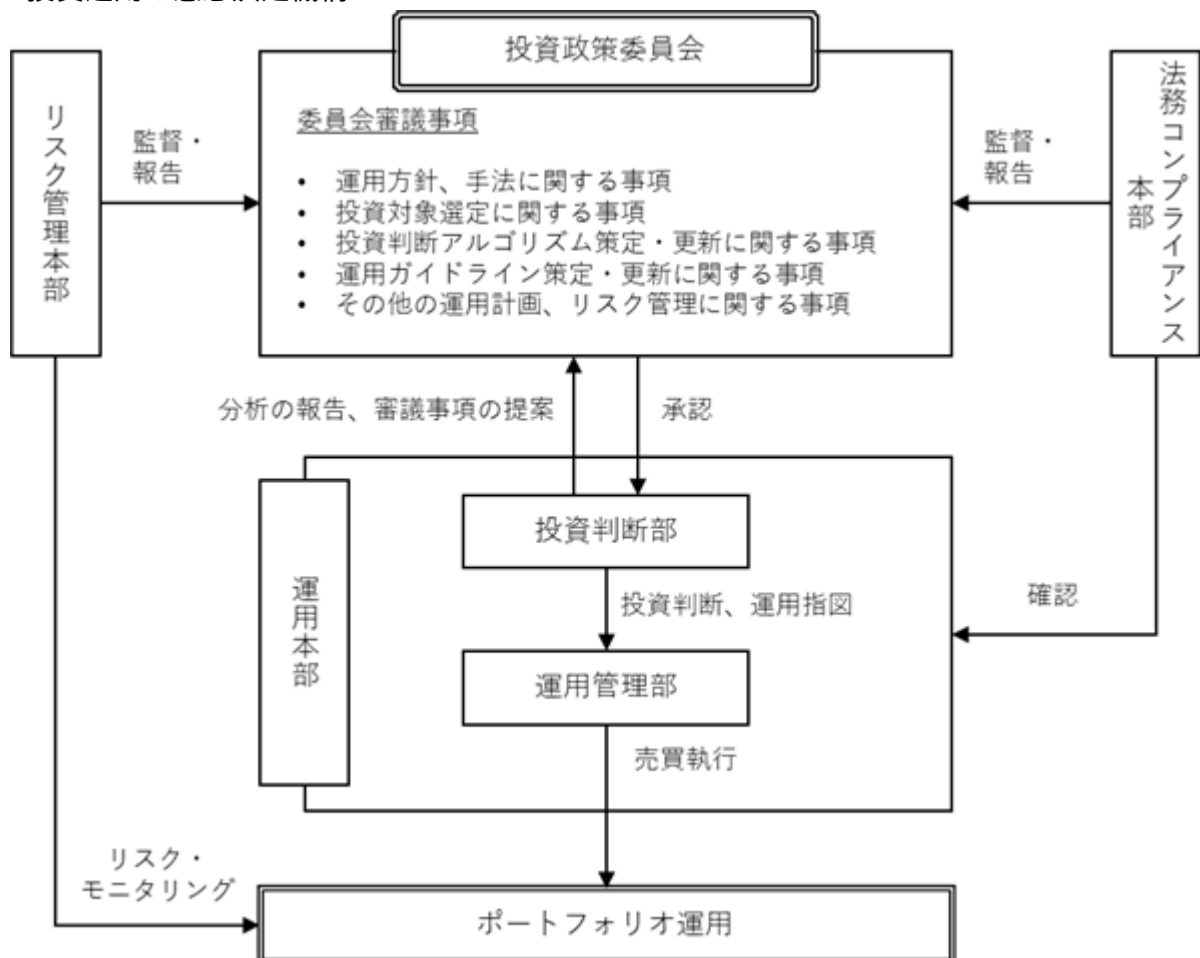 投資政策委員会
リスク管理本部
監督・
報告
委員会審議事項
• 運用方針、手法に関する事項
• 投資対象選定に関する事項
• 投資判断アルゴリズム策定・更新に関する事項
• 運用ガイドライン策定・更新に関する事項
• その他の運用計画、リスク管理に関する事項
監督・
報告
法務コンプライアンス
本部
分析の報告、審議事項の提案
承認
運用本部
投資判断部
投資判断、運用指図
運用管理部
売買執行
確認
リスク・
モニタリング
ポートフォリオ運用